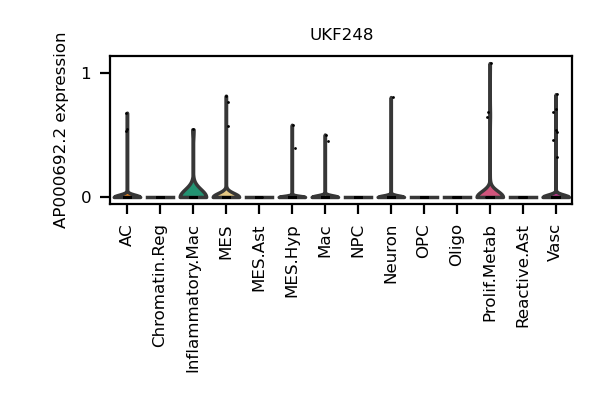 UKF248
AP000692.2 expression
1
0
AC
Chromatin.Reg
Inflammatory.Mac
MES
MES.Ast
MES.Hyp
Mac
NPC
Neuron
OPC
Oligo
Prolif.Metab
Reactive.Ast
Vasc